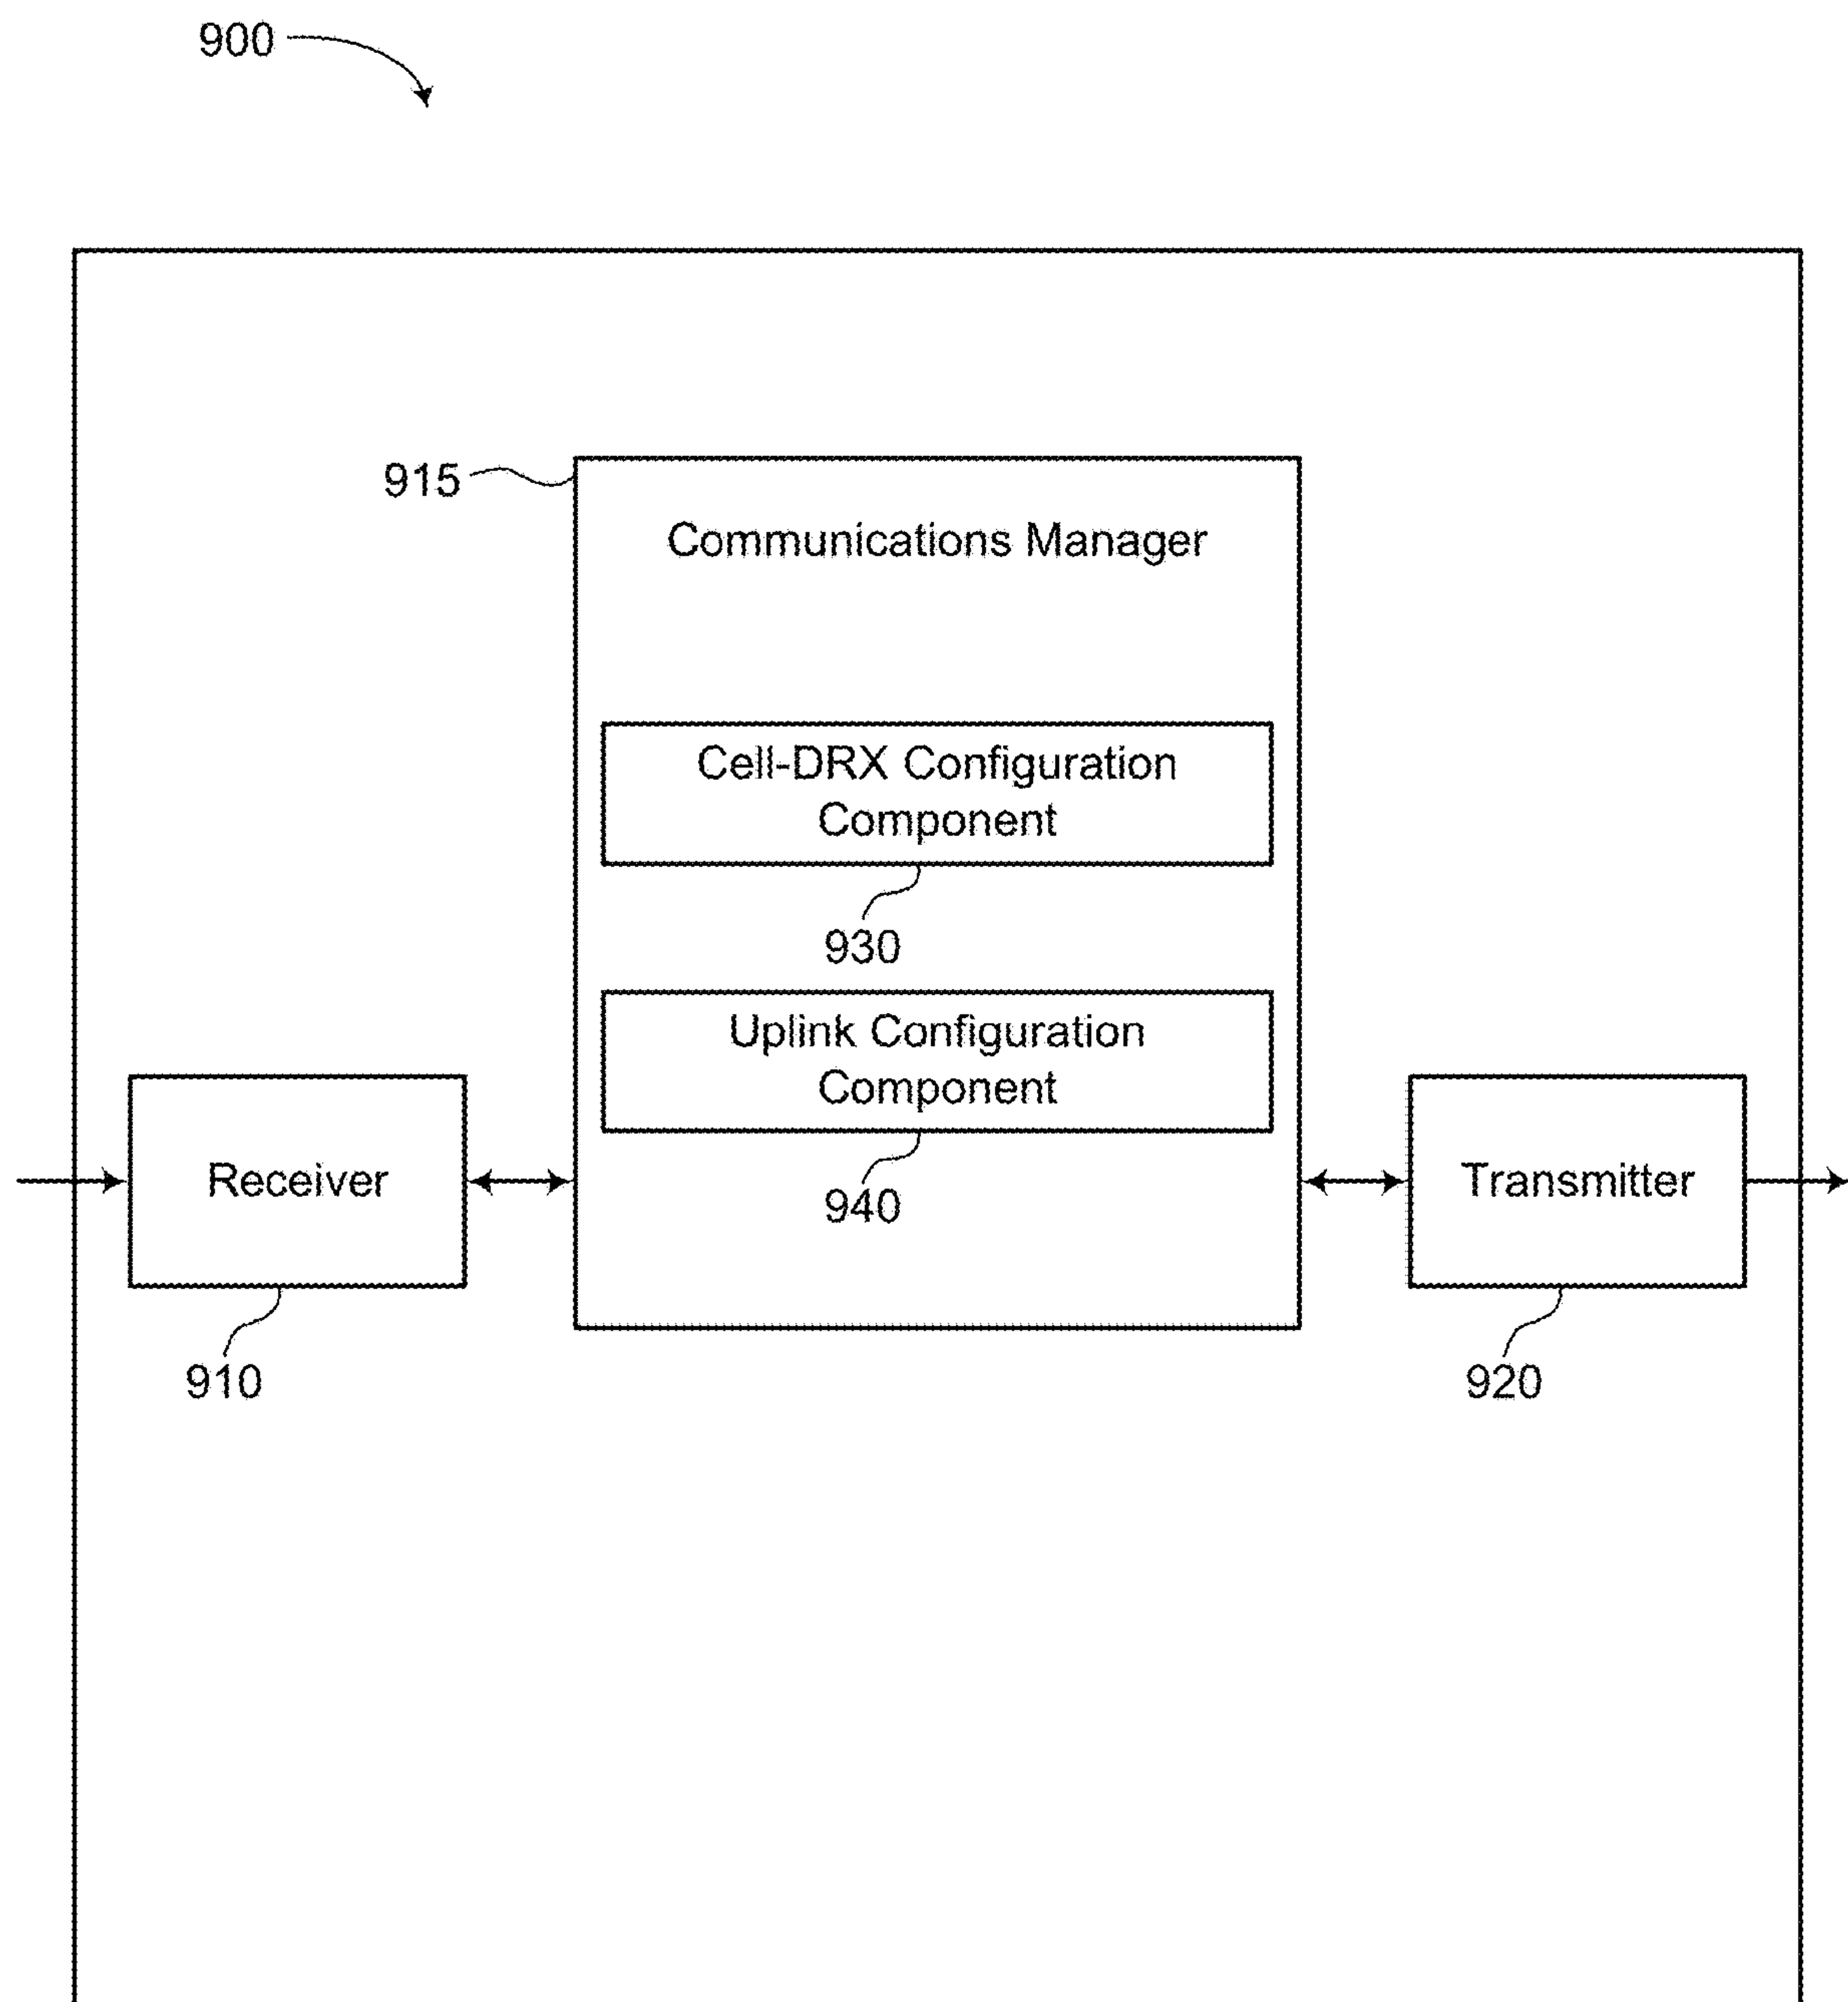 900
915
Communications Manager
Cell-DRX Configuration
Component
930
Uplink Configuration
Component
940
Receiver
910
Transmitter
920